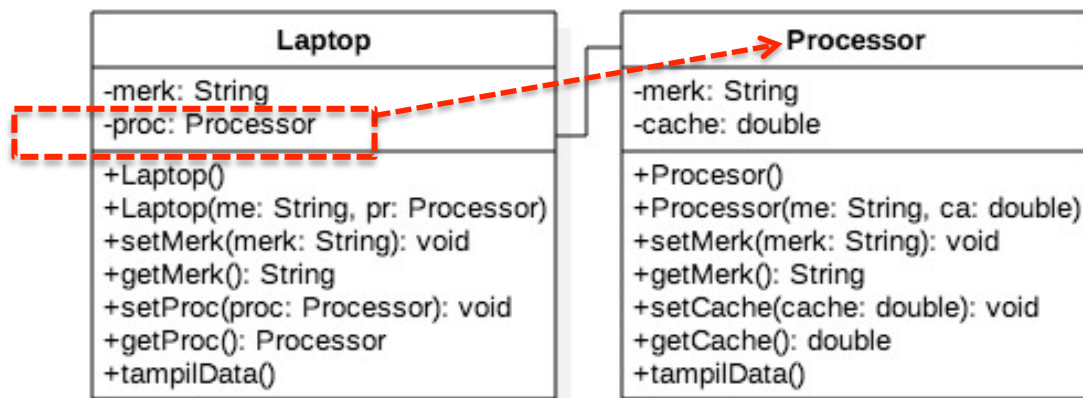 Laptop
-merk: String
-proc: Processor
+Laptop()
+Laptop(me: String, pr: Processor)
+setMerk(merk: String): void
+getMerk(): String
+setProc(proc: Processor): void
+getProc(): Processor
+tampilData()
Processor
-merk: String
-cache: double
+Procesor()
+Processor(me: String, ca: double)
+setMerk(merk: String): void
+getMerk(): String
+setCache(cache: double): void
+getCache(): double
+tampilData()